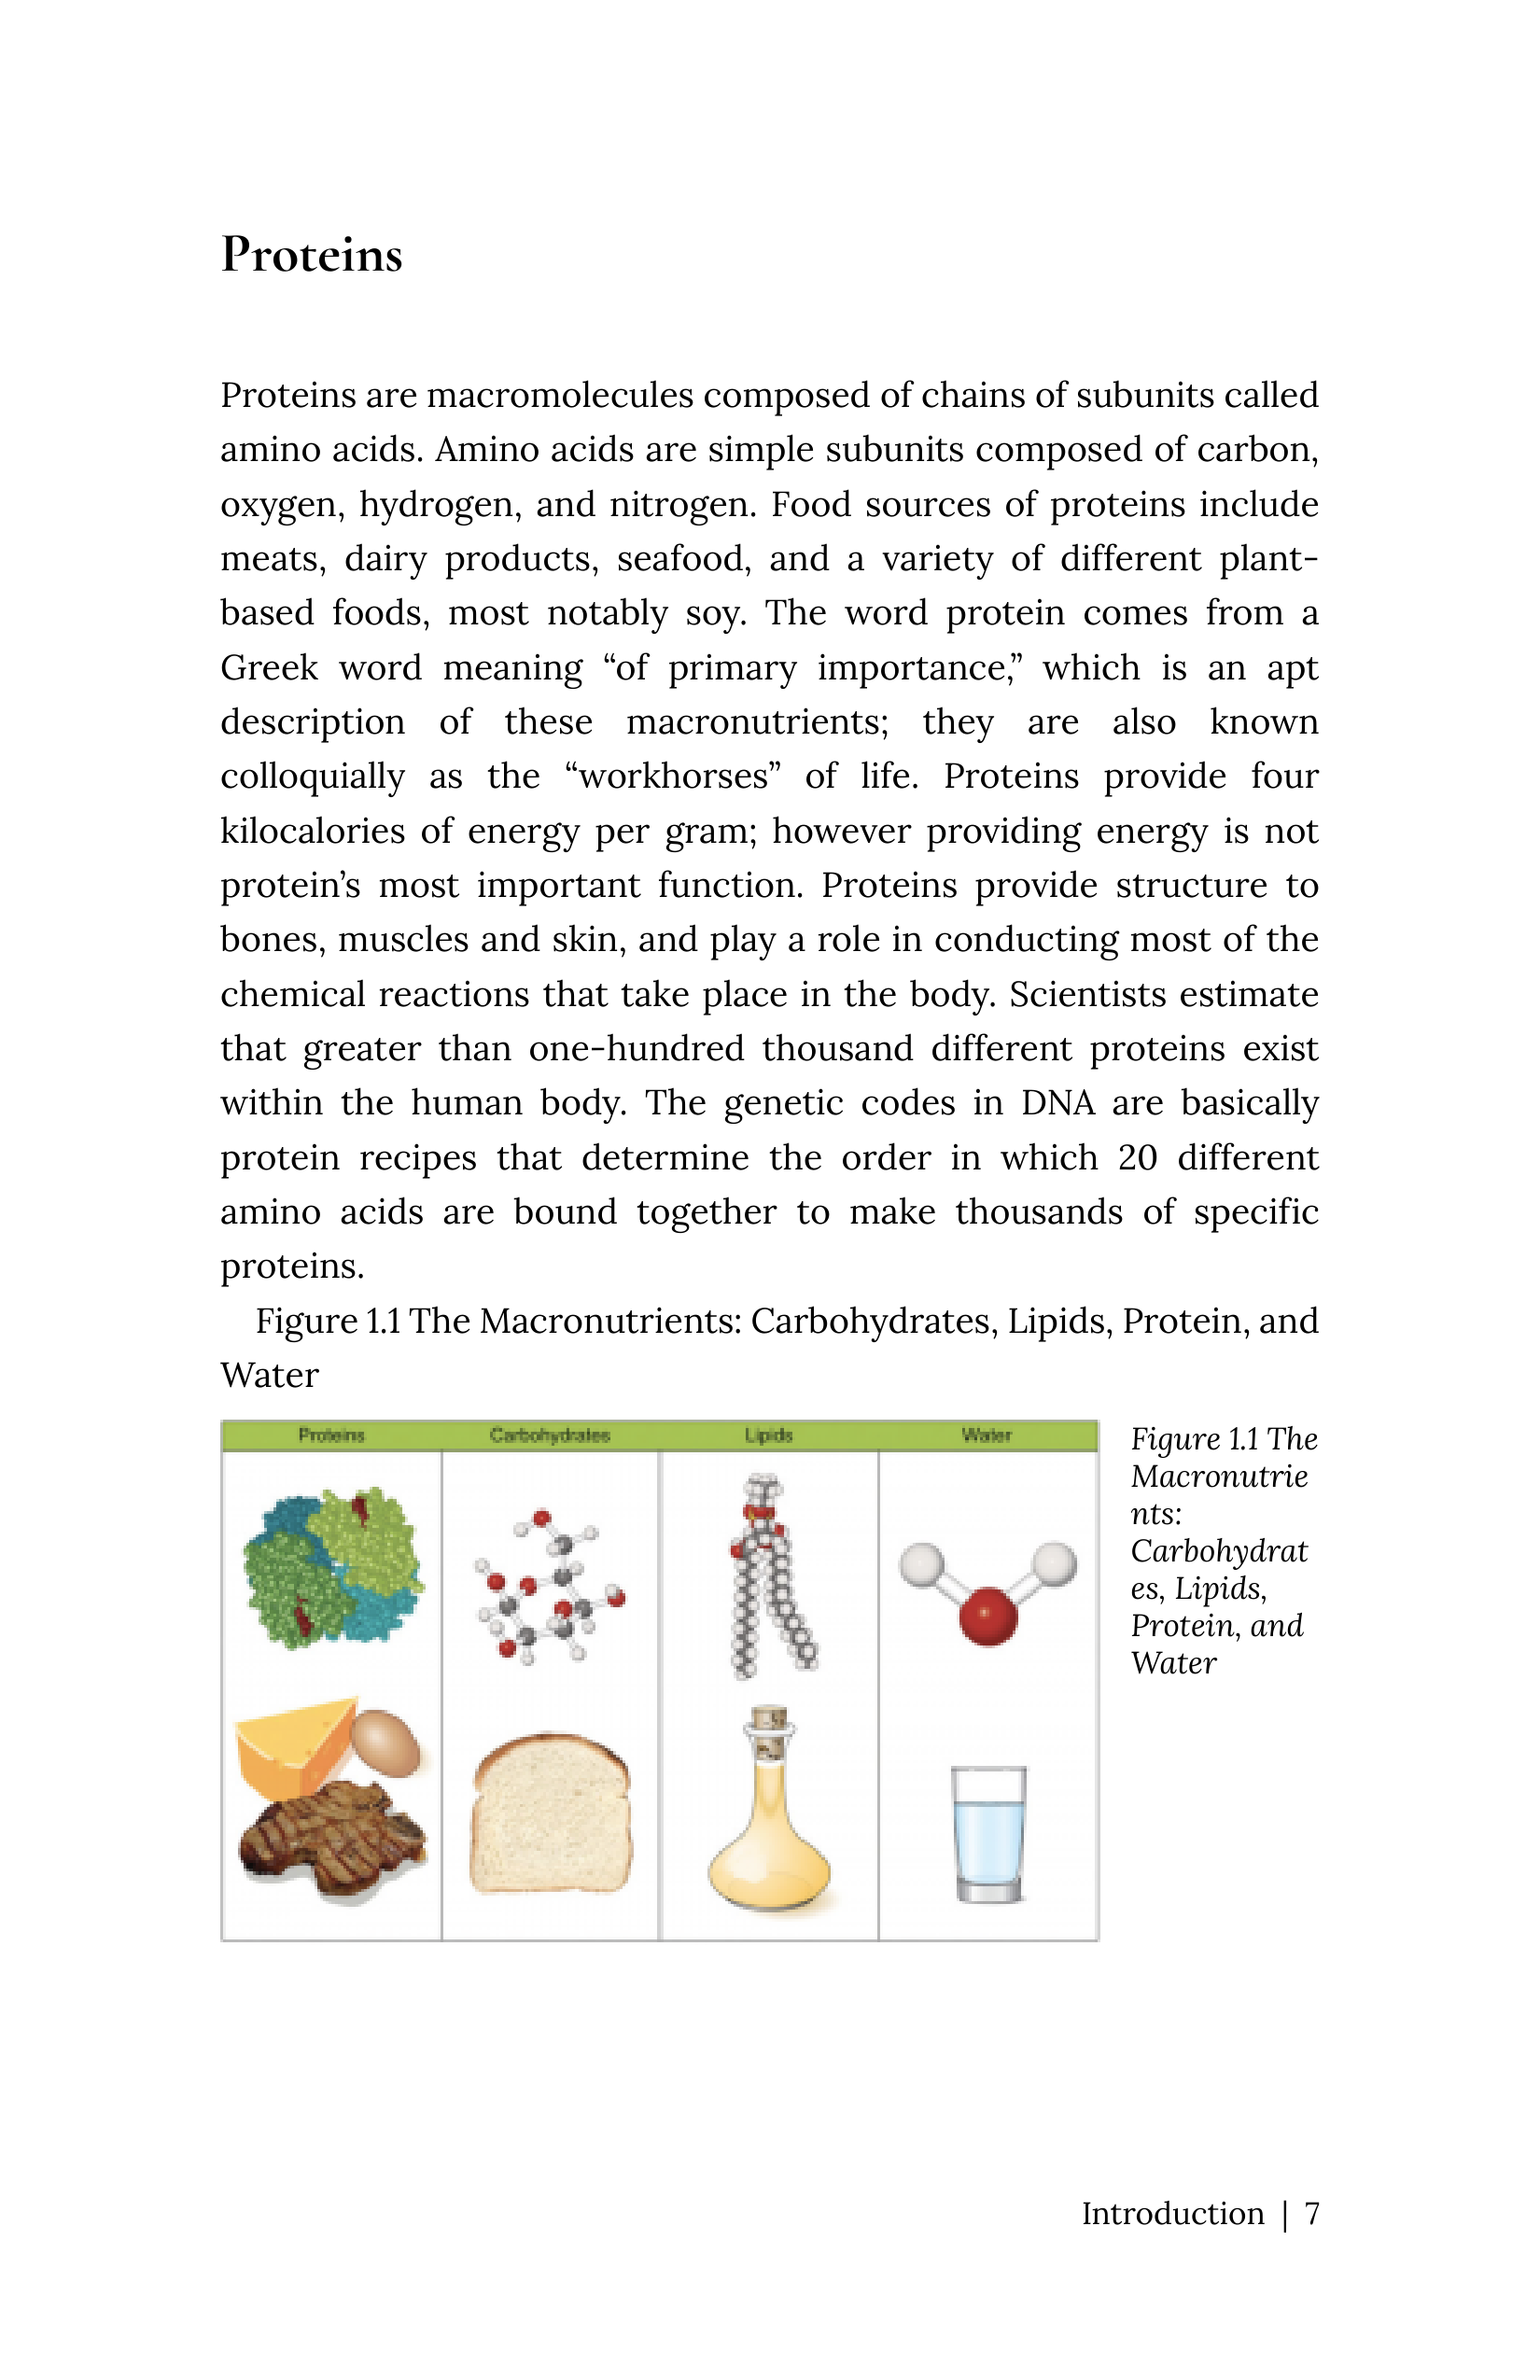 Proteins
Proteins are macromolecules composed of chains of subunits called
amino acids. Amino acids are simple subunits composed of carbon,
oxygen, hydrogen, and nitrogen. Food sources of proteins include
meats, dairy products, seafood, and a variety of different plant-
based foods, most notably soy. The word protein comes from a
Greek word meaning “of primary importance,” which is an apt
description of these macronutrients; they are also known
colloquially as the “workhorses” of life. Proteins provide four
kilocalories of energy per gram; however providing energy is not
protein’s most important function. Proteins provide structure to
bones, muscles and skin, and play a role in conducting most of the
chemical reactions that take place in the body. Scientists estimate
that greater than one-hundred thousand different proteins exist
within the human body. The genetic codes in DNA are basically
protein recipes that determine the order in which 20 different
amino acids are bound together to make thousands of specific
proteins.
Figure 1.1 The Macronutrients: Carbohydrates, Lipids, Protein, and
Water
Proteins Carbohydrates Lipids Water
Figure 1.1 The
Macronutrie
nts:
Carbohydrat
es, Lipids,
Protein, and
Water
Introduction | 7